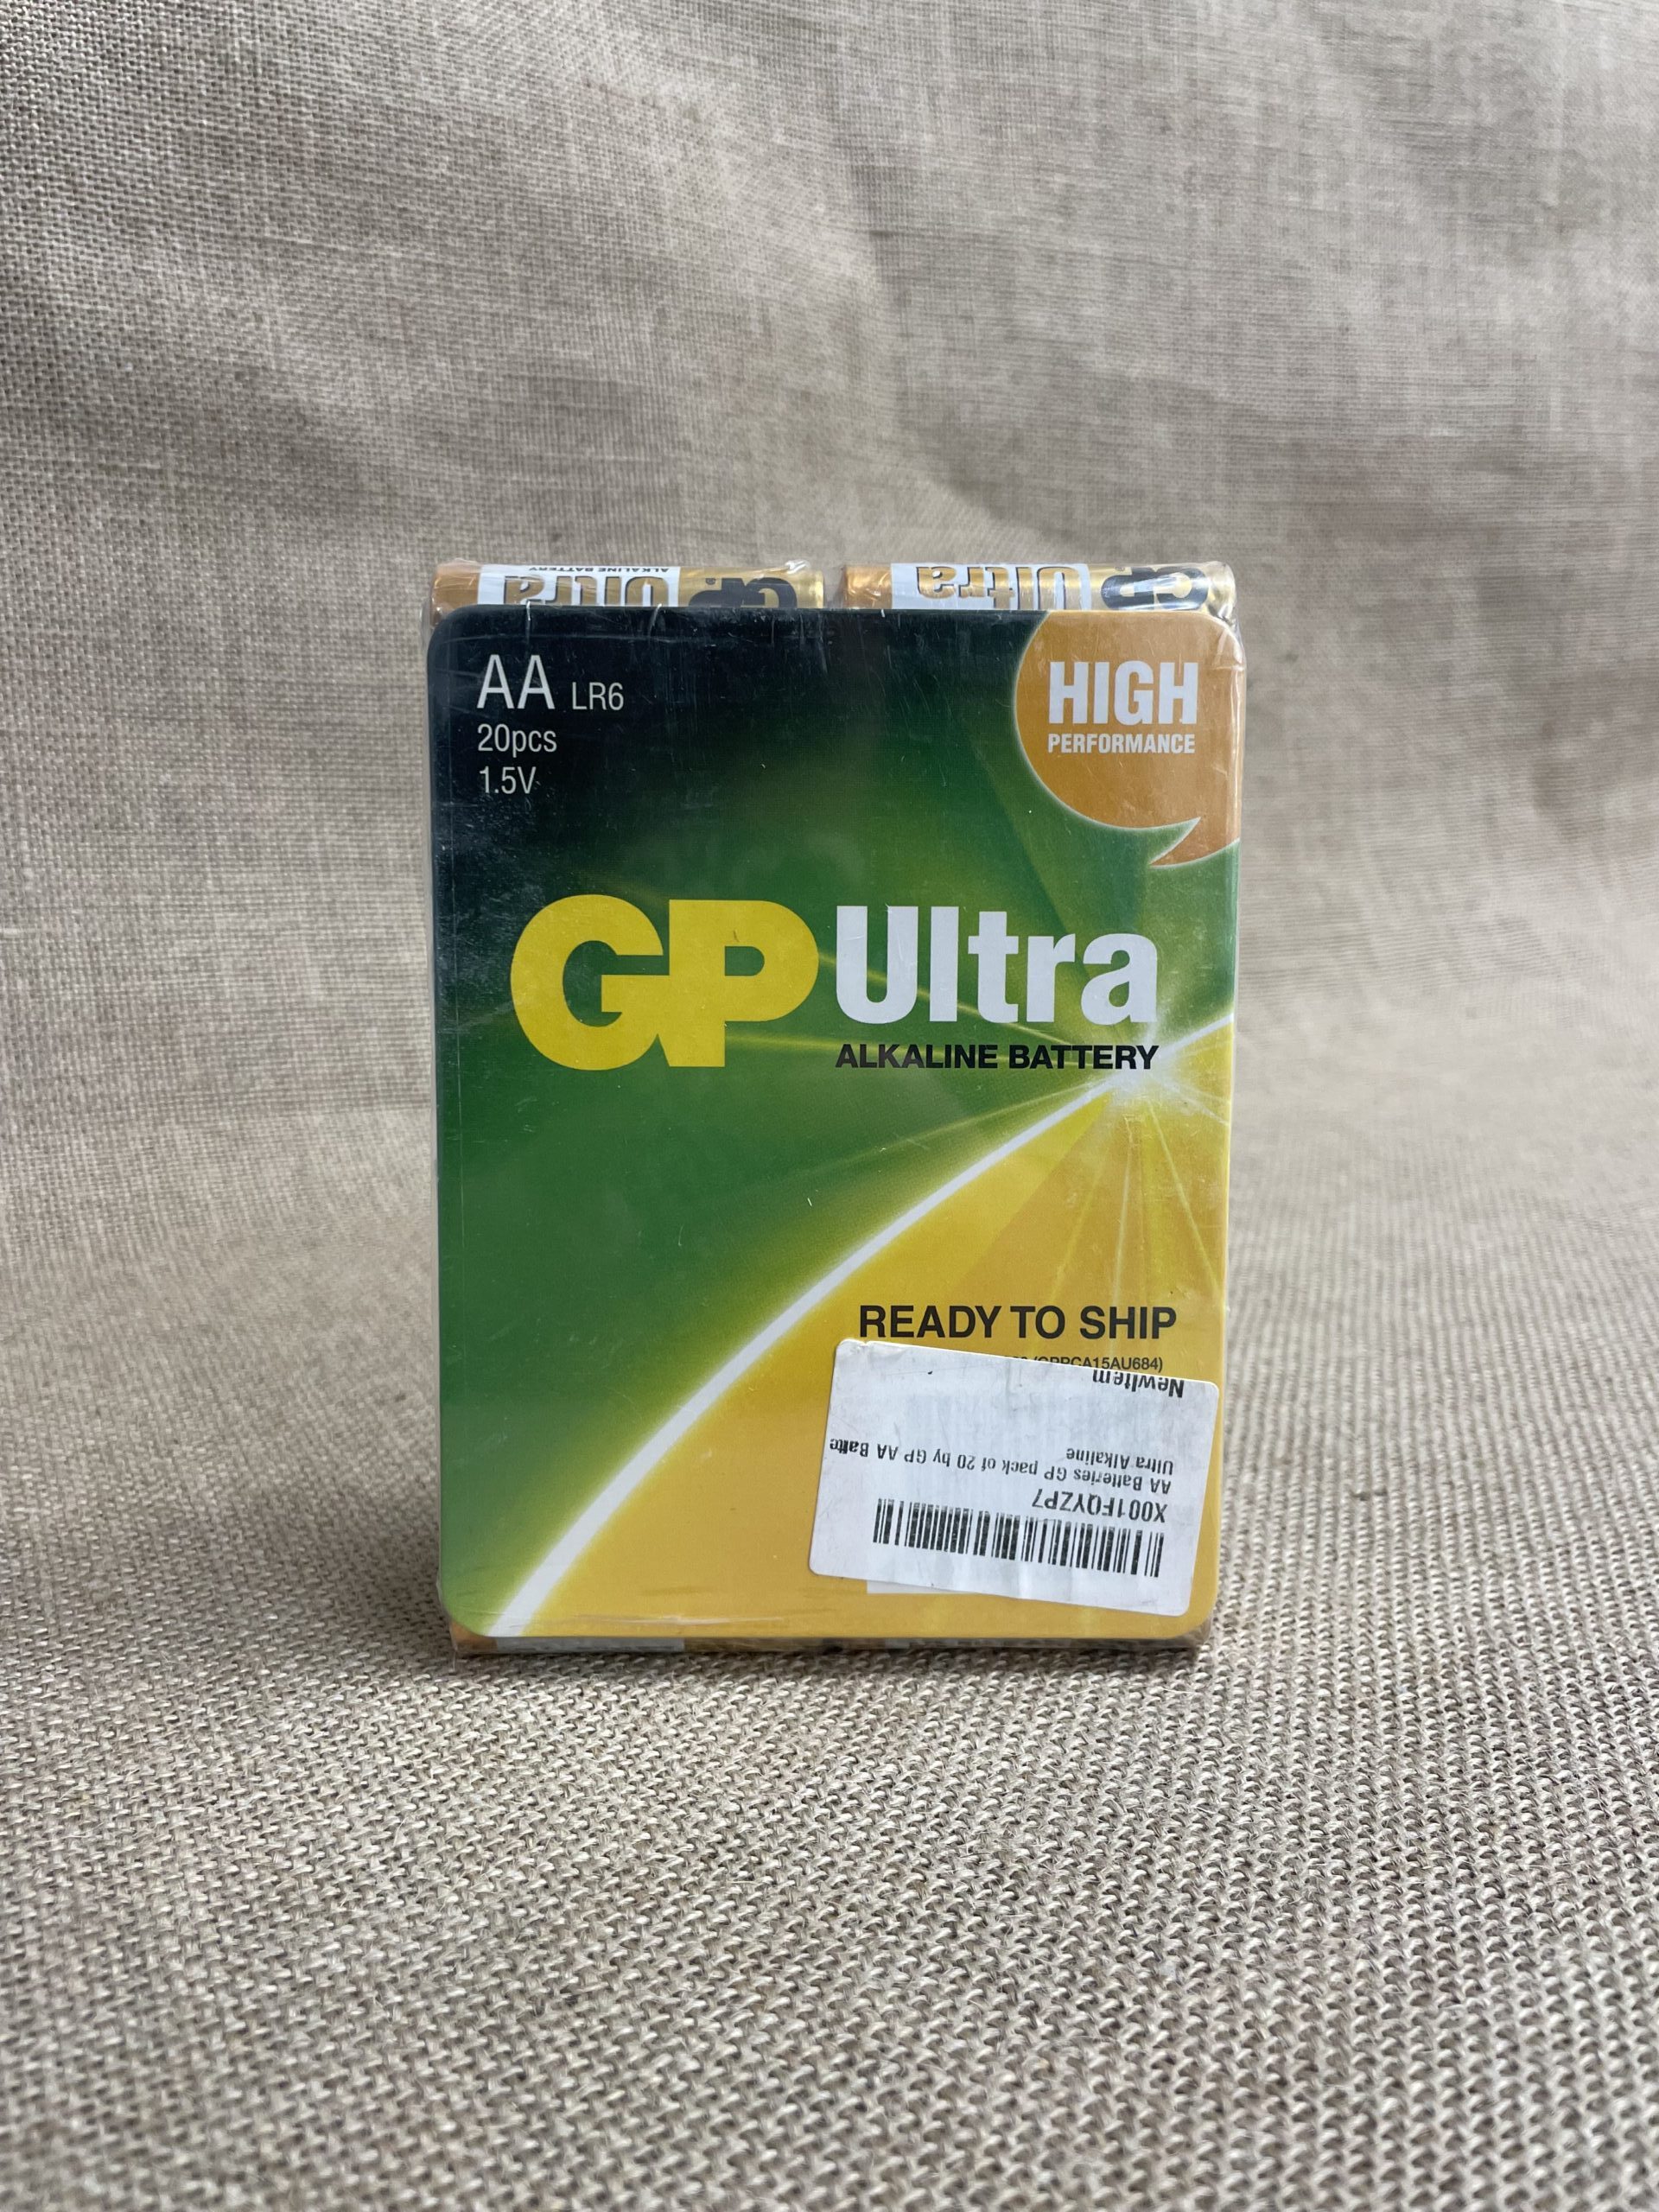 Ultra GP
ALKALINE BATTERY
Ultra GP
AA LR6
20pcs
1.5V
HIGH
PERFORMANCE
GP Ultra
ALKALINE BATTERY
READY TO SHIP
(GPPCA15AU684)
X001FQYZP7
AA Batteries GP pack of 20 by GP AA Batte
Ultra Alkaline
NewItem